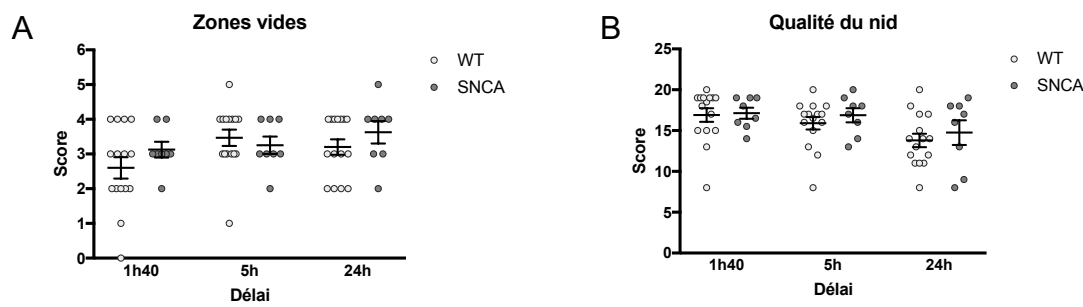 A
Zones vides
WT
SNCA
Score
6
5
4
3
2
1
0
1h40 5h 24h
Délai
B
Qualité du nid
WT
SNCA
Score
25
20
15
10
5
0
1h40 5h 24h
Délai